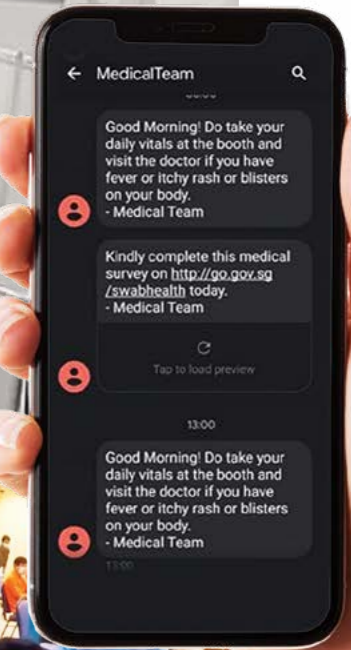 MedicalTeam
Good Morning! Do take your
daily vitals at the booth and
visit the doctor if you have
fever or itchy rash or blisters
on your body.
- Medical Team
Kindly complete this medical
survey on http://go.gov.sg
/swabhealth today.
- Medical Team
Tap to load preview
13:00
Good Morning! Do take your
daily vitals at the booth and
visit the doctor if you have
fever or itchy rash or blisters
on your body.
- Medical Team
13:00